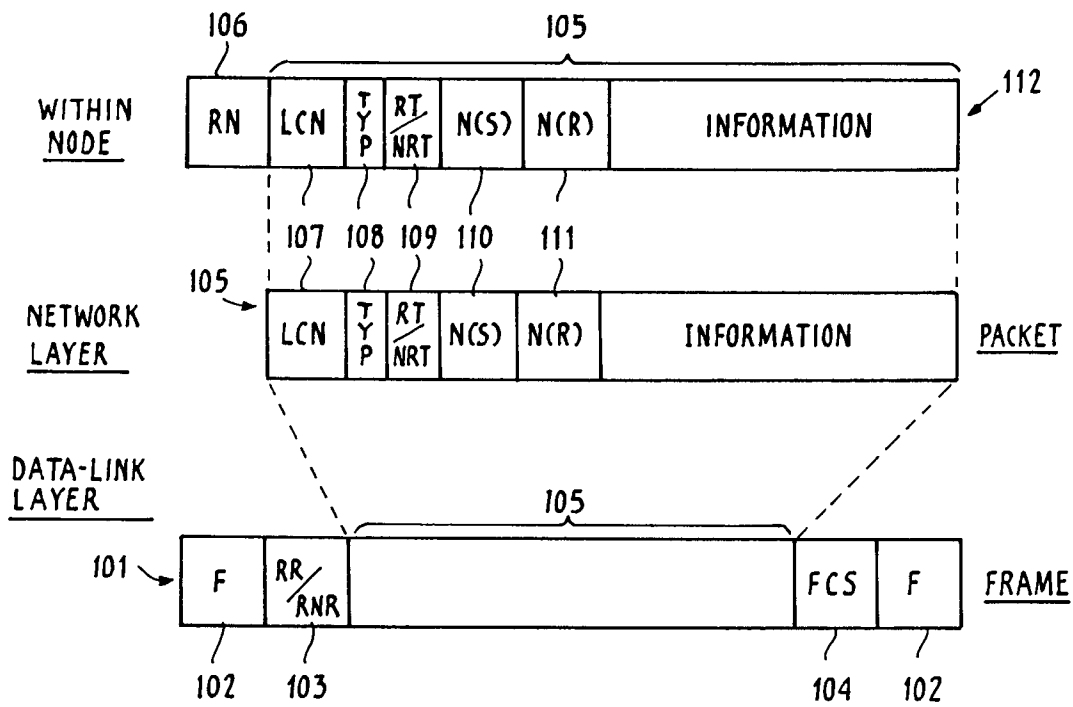 106
105
WITHIN
NODE
RN
LCN
TYP
RT/NRT
N(S)
N(R)
INFORMATION
112
107
108
109
110
111
105
NETWORK
LAYER
LCN
TYP
RT/NRT
N(S)
N(R)
INFORMATION
PACKET
DATA-LINK
LAYER
105
101
F
RR/RNR
FCS
F
FRAME
102
103
104
102